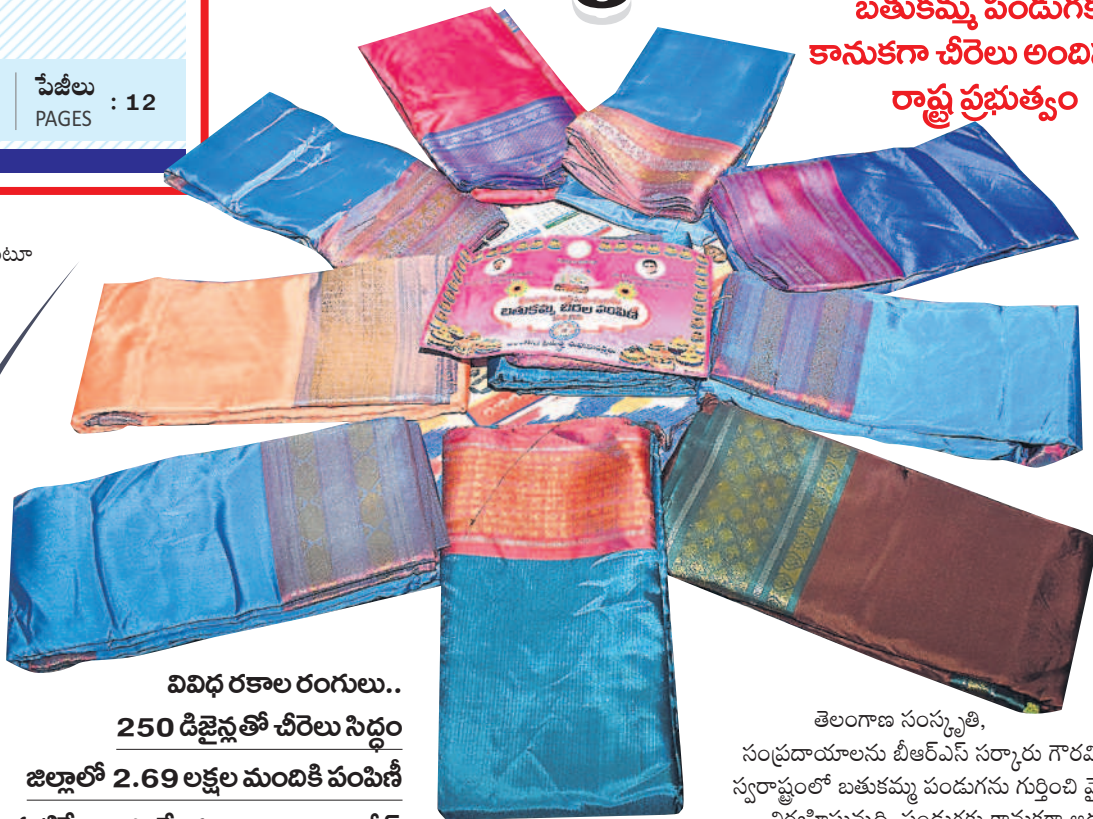 పేజీలు
PAGES
: 12
బతుకమ్మ పండుగకు
కానుకగా చీరెలు
రాష్ట్ర ప్రభుత్వం
బతుకమ్మ చీరల పంపిణీ
వివిధ రకాల రంగులు..
250 డిజైన్లతో చీరెలు సిద్ధం
జిల్లాలో 2.69 లక్షల మందికి పంపిణీ
తెలంగాణ సంస్కృతి,
సంప్రదాయాలను బీఆర్ఎస్ సర్కారు
స్వరాష్ట్రంలో బతుకమ్మ పండుగను గుర్తించి